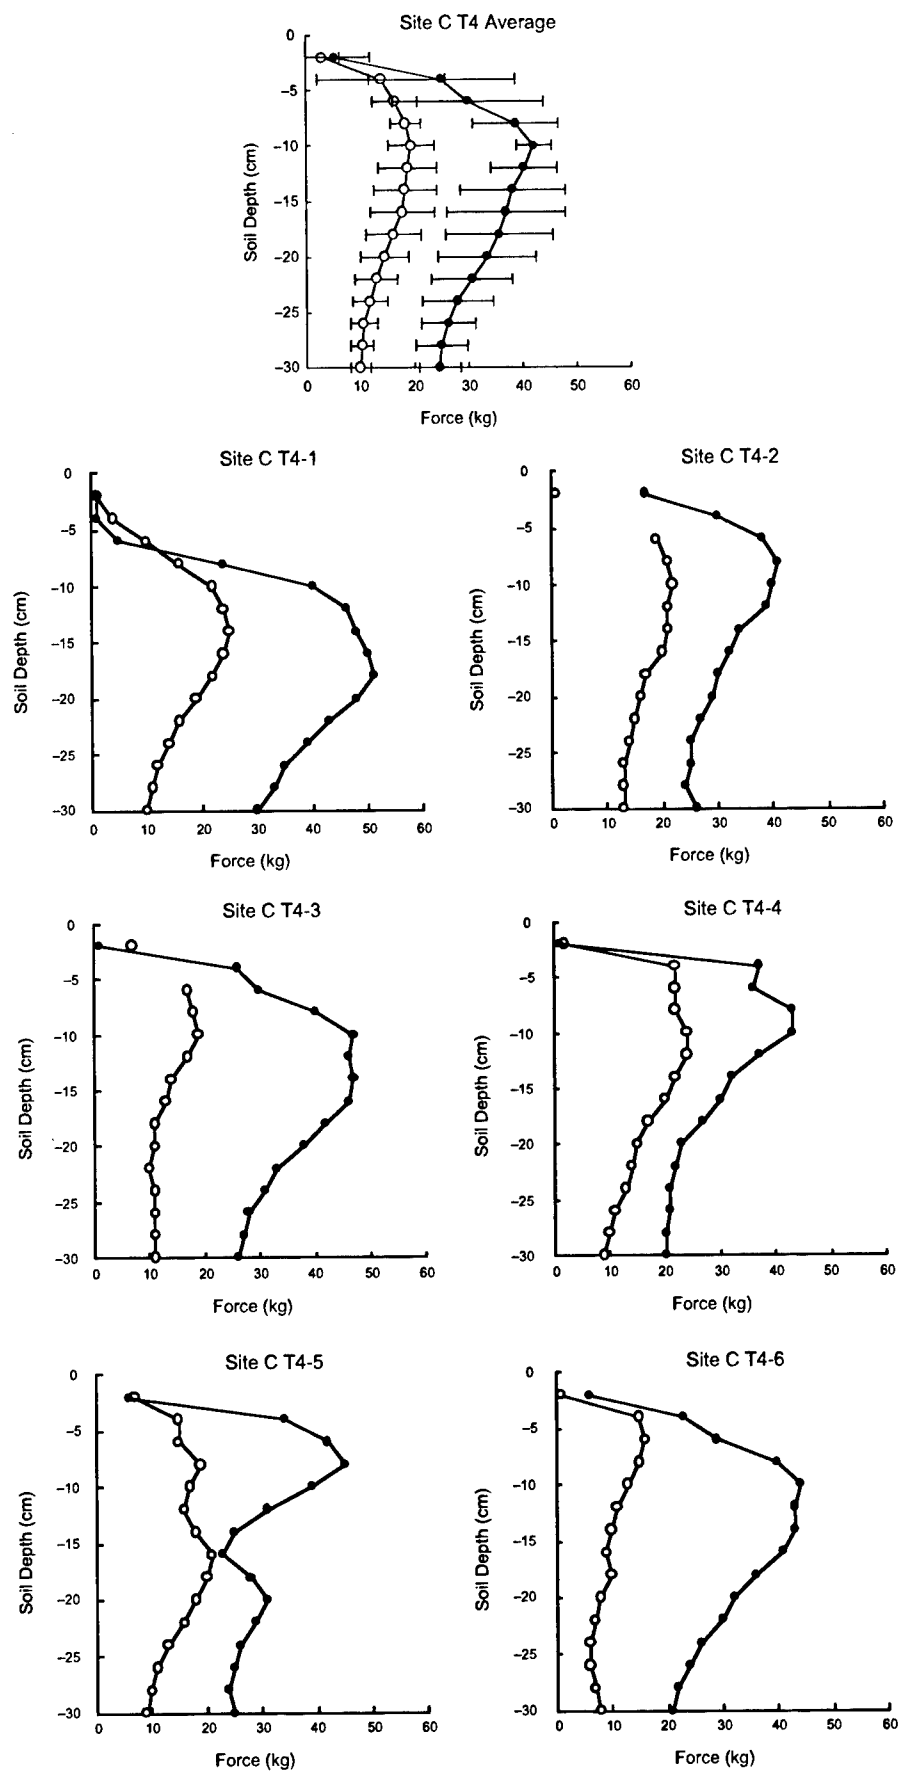 Site C T4 Average
0
−5
−10
−15
−20
−25
−30
Soil Depth (cm)
0 10 20 30 40 50 60
Force (kg)
Site C T4-1
0
−5
−10
−15
−20
−25
−30
Soil Depth (cm)
0 10 20 30 40 50 60
Force (kg)
Site C T4-2
0
−5
−10
−15
−20
−25
−30
Soil Depth (cm)
0 10 20 30 40 50 60
Force (kg)
Site C T4-3
0
−5
−10
−15
−20
−25
−30
Soil Depth (cm)
0 10 20 30 40 50 60
Force (kg)
Site C T4-4
0
−5
−10
−15
−20
−25
−30
Soil Depth (cm)
0 10 20 30 40 50 60
Force (kg)
Site C T4-5
0
−5
−10
−15
−20
−25
−30
Soil Depth (cm)
0 10 20 30 40 50 60
Force (kg)
Site C T4-6
0
−5
−10
−15
−20
−25
−30
Soil Depth (cm)
0 10 20 30 40 50 60
Force (kg)